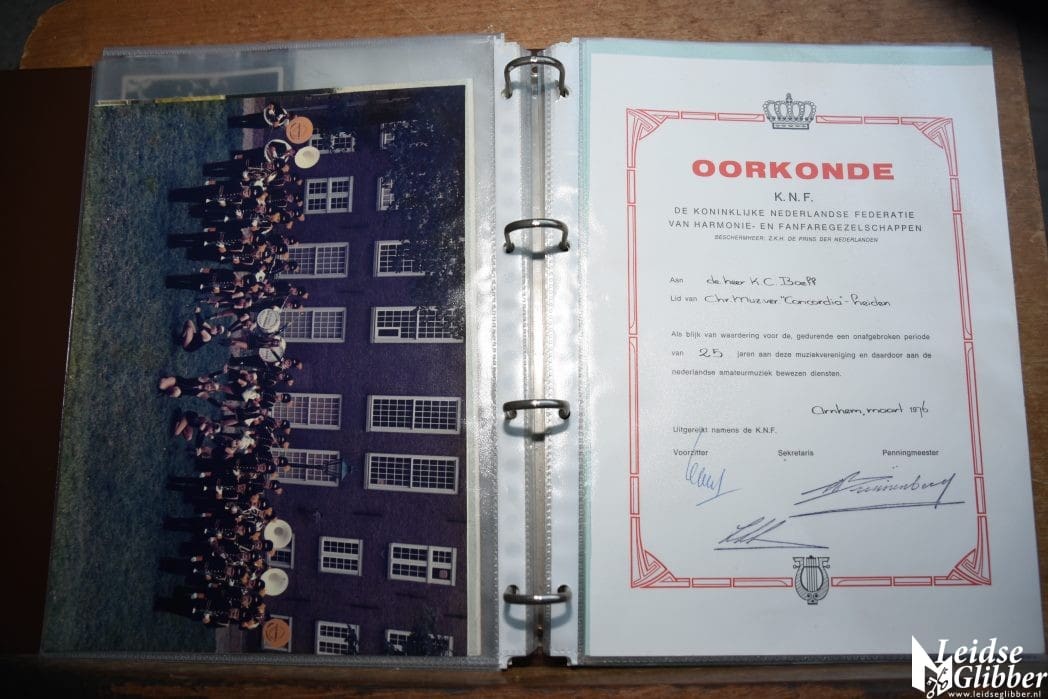 OORKONDE
K.N.F.
DE KONINKLIJKE NEDERLANDSE FEDERATIE
VAN HARMONIE- EN FANFAREGEZELSCHAPPEN
BESCHERMHEER: Z.K.H. DE PRINS DER NEDERLANDEN
Aan de heer K.C. Boeff
Lid van Chr. Muz. ver. "Concordia" - Leiden
Als blijk van waardering voor de, gedurende een onafgebroken periode
van 25 jaren aan deze muziekvereniging en daardoor aan de
nederlandse amateurmuziek bewezen diensten.
Arnhem, maart 1976
Uitgereikt namens de K.N.F.
Voorzitter Sekretaris Penningmeester
Leidse
Glibber
www.leidseglibber.nl